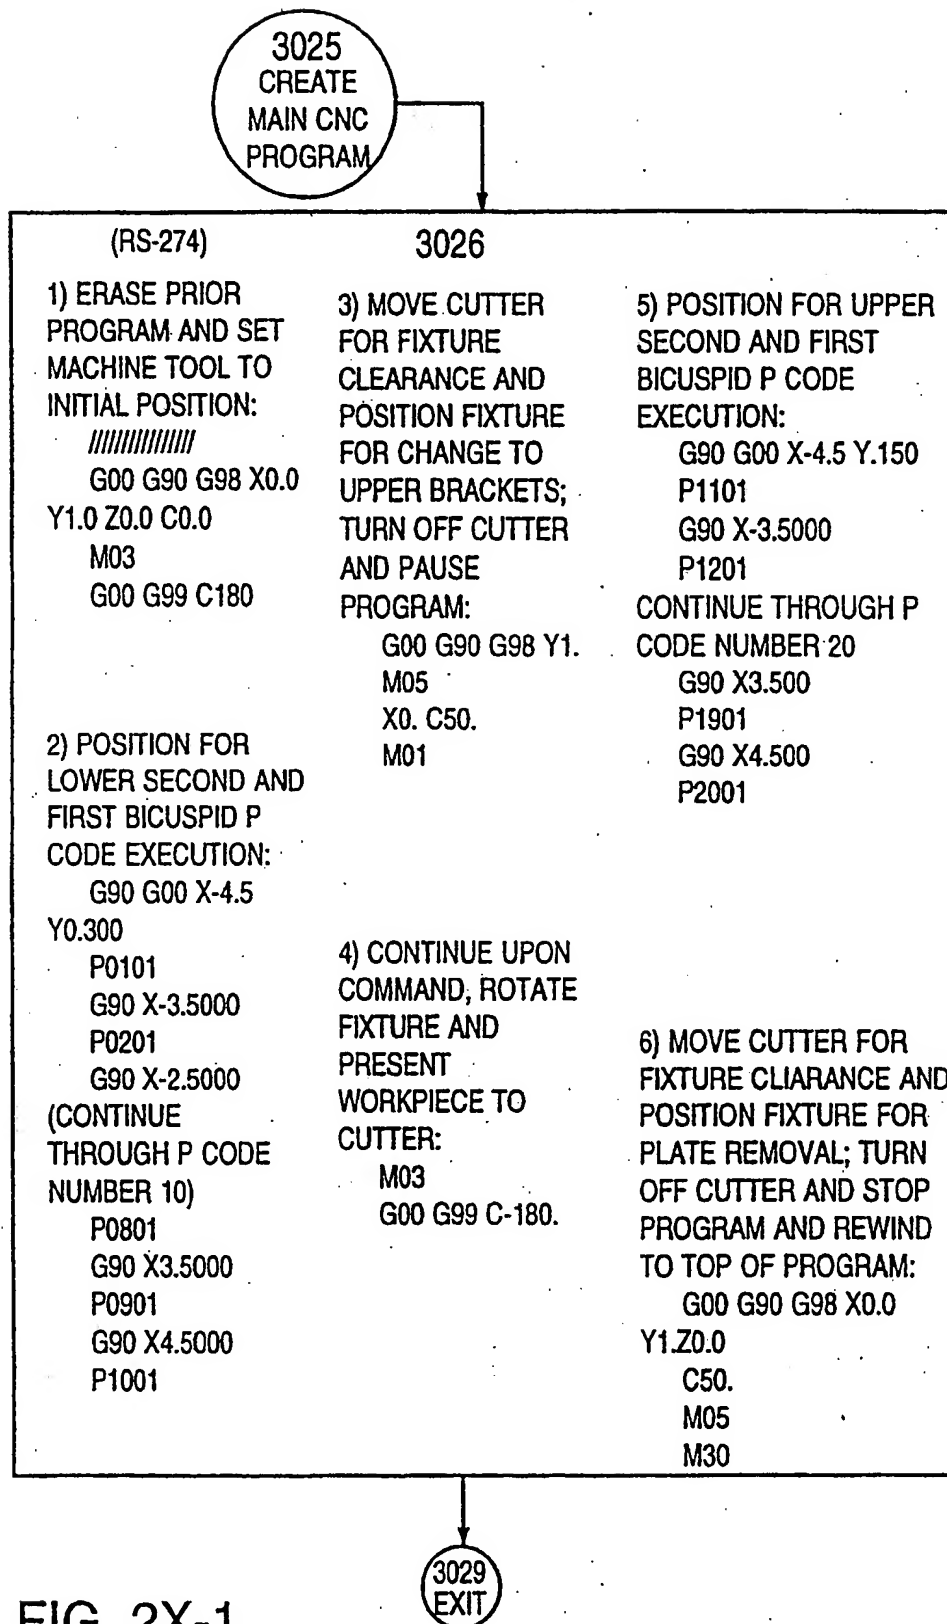 3025
CREATE
MAIN CNC
PROGRAM
(RS-274)
3026
1) ERASE PRIOR
PROGRAM AND SET
MACHINE TOOL TO
INITIAL POSITION:
////////////////
G00 G90 G98 X0.0
Y1.0 Z0.0 C0.0
M03
G00 G99 C180
2) POSITION FOR
LOWER SECOND AND
FIRST BICUSPID P
CODE EXECUTION:
G90 G00 X-4.5
Y0.300
P0101
G90 X-3.5000
P0201
G90 X-2.5000
(CONTINUE
THROUGH P CODE
NUMBER 10)
P0801
G90 X3.5000
P0901
G90 X4.5000
P1001
3) MOVE CUTTER
FOR FIXTURE
CLEARANCE AND
POSITION FIXTURE
FOR CHANGE TO
UPPER BRACKETS;
TURN OFF CUTTER
AND PAUSE
PROGRAM:
G00 G90 G98 Y1.
M05
X0. C50.
M01
4) CONTINUE UPON
COMMAND, ROTATE
FIXTURE AND
PRESENT
WORKPIECE TO
CUTTER:
M03
G00 G99 C-180.
5) POSITION FOR UPPER
SECOND AND FIRST
BICUSPID P CODE
EXECUTION:
G90 G00 X-4.5 Y.150
P1101
G90 X-3.5000
P1201
CONTINUE THROUGH P
CODE NUMBER 20
G90 X3.500
P1901
G90 X4.500
P2001
6) MOVE CUTTER FOR
FIXTURE CLIARANCE AND
POSITION FIXTURE FOR
PLATE REMOVAL; TURN
OFF CUTTER AND STOP
PROGRAM AND REWIND
TO TOP OF PROGRAM:
G00 G90 G98 X0.0
Y1.Z0.0
C50.
M05
M30
3029
EXIT
FIG. 2X-1